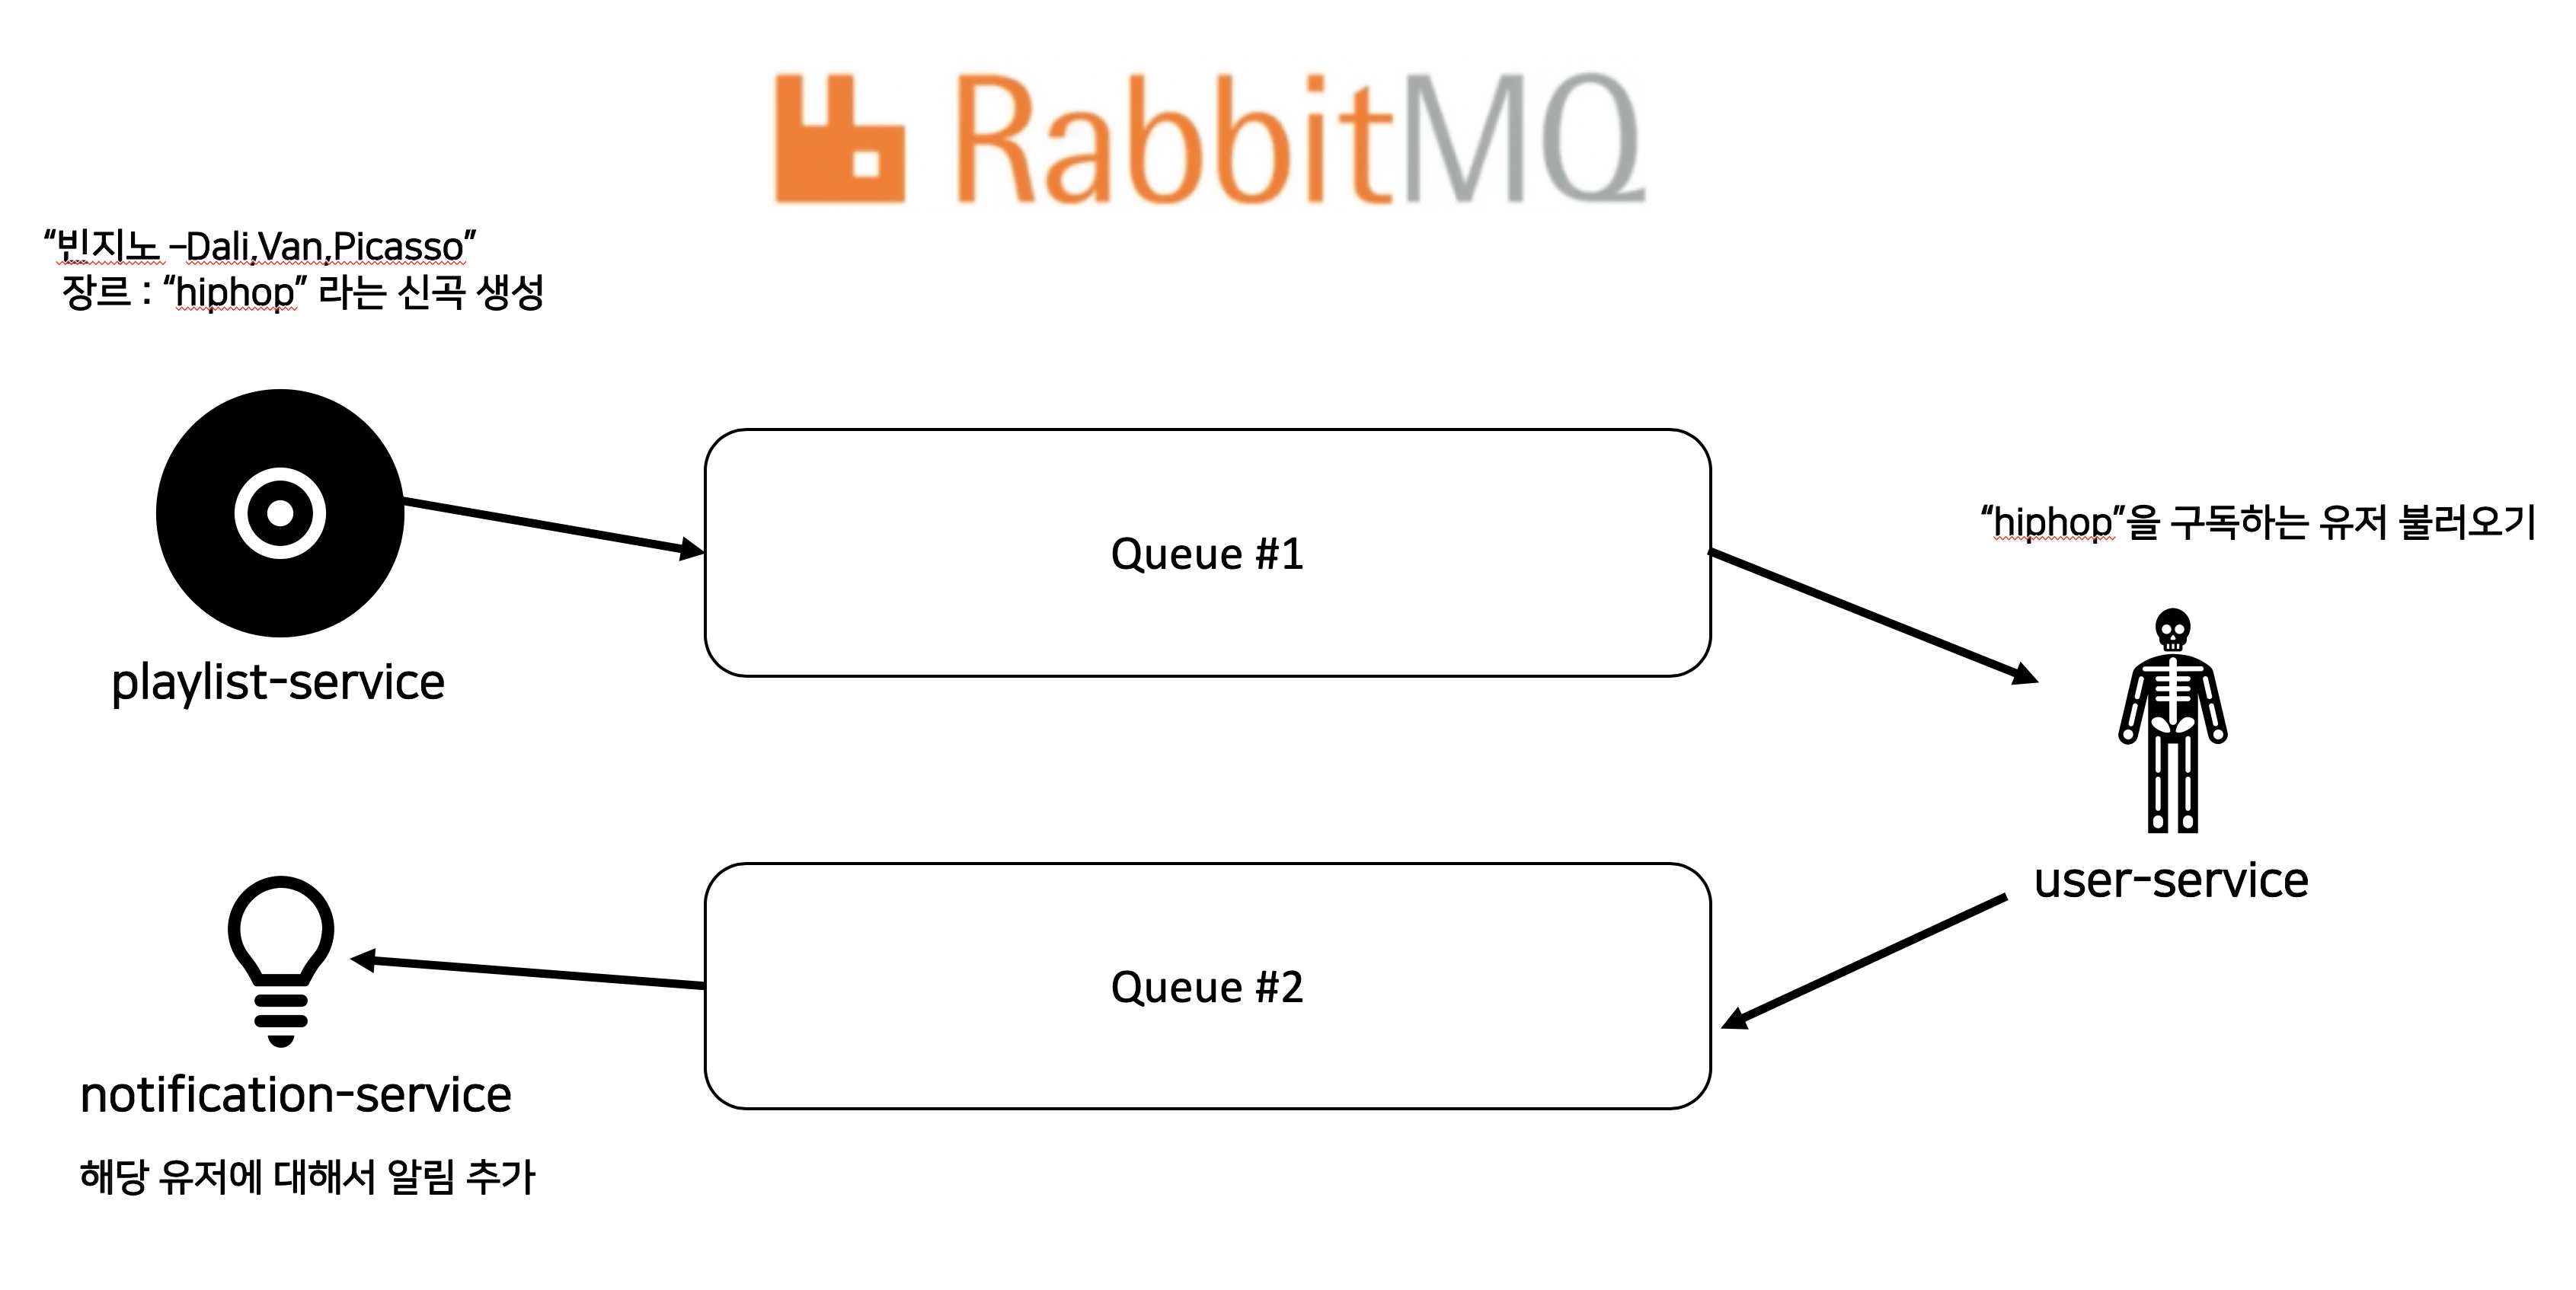 RabbitMQ
“빈지노 –Dali,Van,Picasso”
장르 : “hiphop” 라는 신곡 생성
playlist-service
Queue #1
“hiphop”을 구독하는 유저 불러오기
user-service
Queue #2
notification-service
해당 유저에 대해서 알림 추가